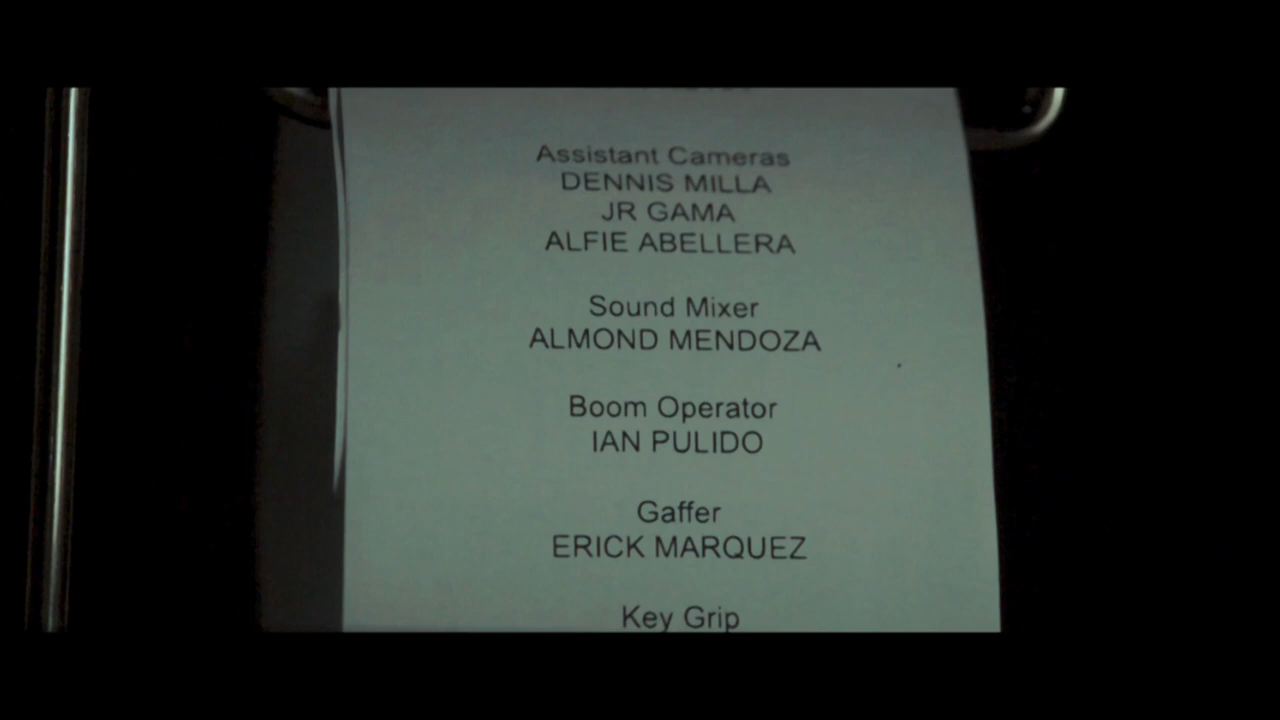 Assistant Cameras
DENNIS MILLA
JR GAMA
ALFIE ABELLERA
Sound Mixer
ALMOND MENDOZA
Boom Operator
IAN PULIDO
Gaffer
ERICK MARQUEZ
Key Grip